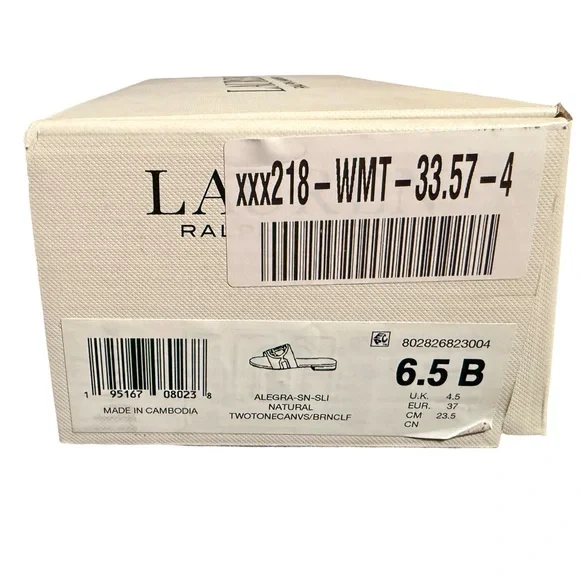 xxx218-WMT-33.57-4
LA
RAL
802826823004
6.5 B
U.K. 4.5
EUR. 37
CM 23.5
CN
1 95167 08023 8
MADE IN CAMBODIA
ALEGRA-SN-SLI
NATURAL
TWOTONECANVS/BRNCLF